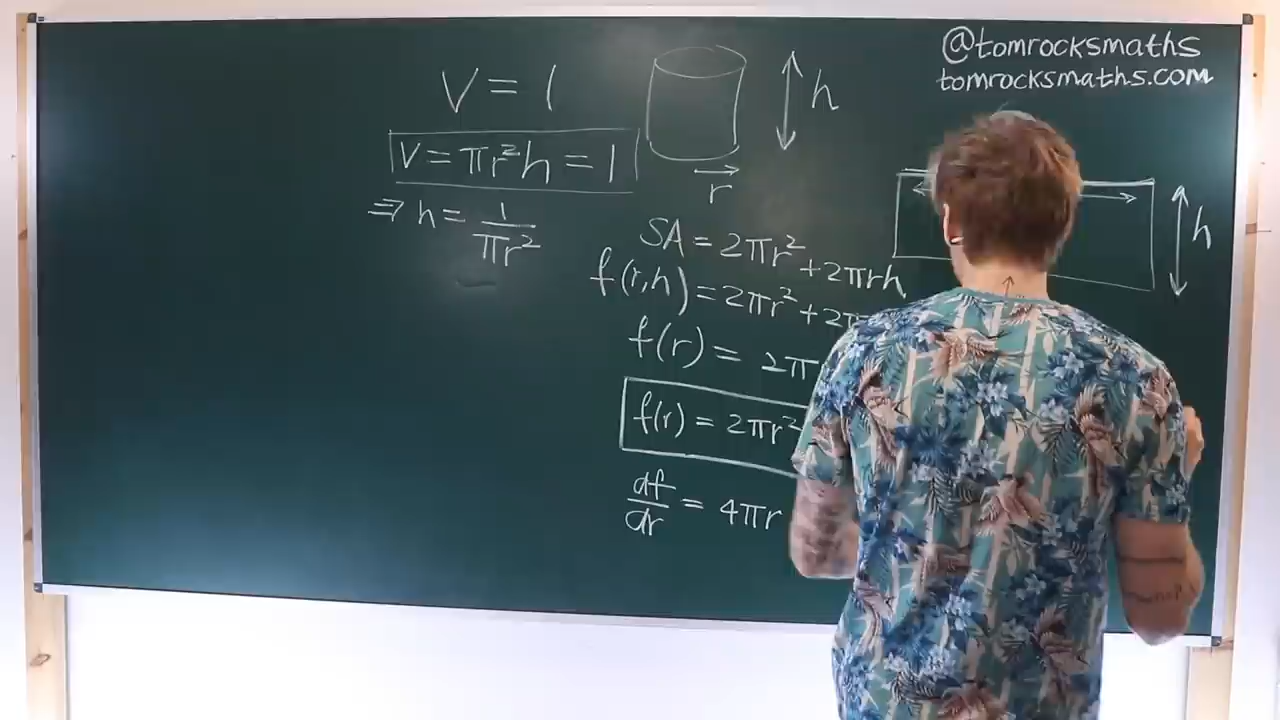 @tomrocksmaths
tomrocksmaths.com
V = 1
V = πr²h = 1
h
r
⇒ h = 1/πr²
h
SA = 2πr² + 2πrh
f(r,h) = 2πr² + 2π
f(r) = 2π
f(r) = 2πr²
df/dr = 4πr